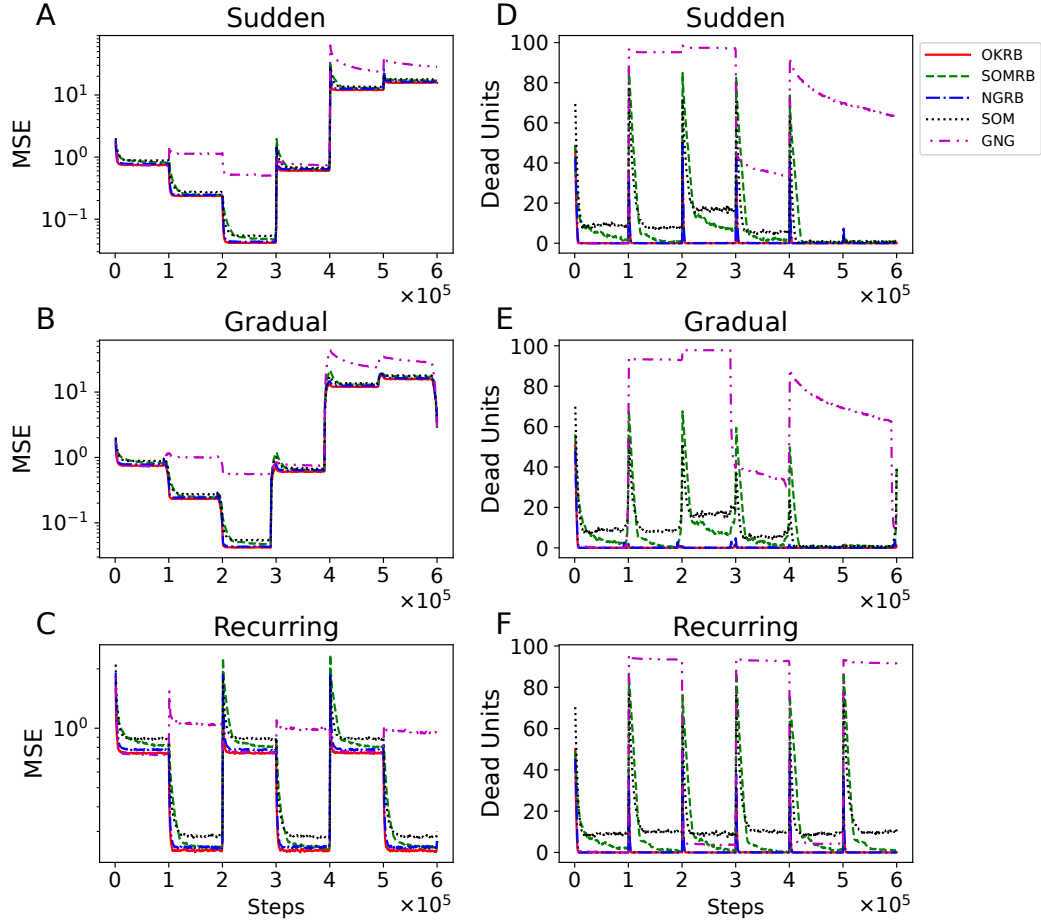 A
Sudden
MSE
10¹
10⁰
10⁻¹
0 1 2 3 4 5 6
×10⁵
D
Sudden
Dead Units
100
80
60
40
20
0
0 1 2 3 4 5 6
×10⁵
OKRB
SOMRB
NGRB
SOM
GNG
B
Gradual
MSE
10¹
10⁰
10⁻¹
0 1 2 3 4 5 6
×10⁵
E
Gradual
Dead Units
100
80
60
40
20
0
0 1 2 3 4 5 6
×10⁵
C
Recurring
MSE
10⁰
0 1 2 3 4 5 6
Steps
×10⁵
F
Recurring
Dead Units
100
80
60
40
20
0
0 1 2 3 4 5 6
Steps
×10⁵